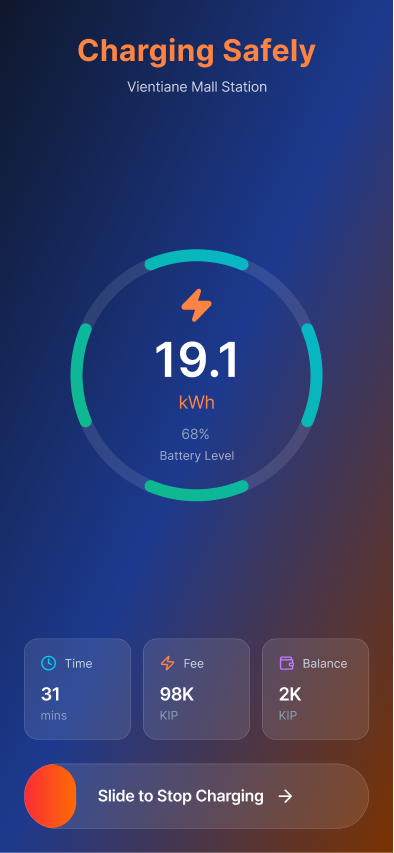 Charging Safely
Vientiane Mall Station
19.1
kWh
68%
Battery Level
Time
31
mins
Fee
98K
KIP
Balance
2K
KIP
Slide to Stop Charging